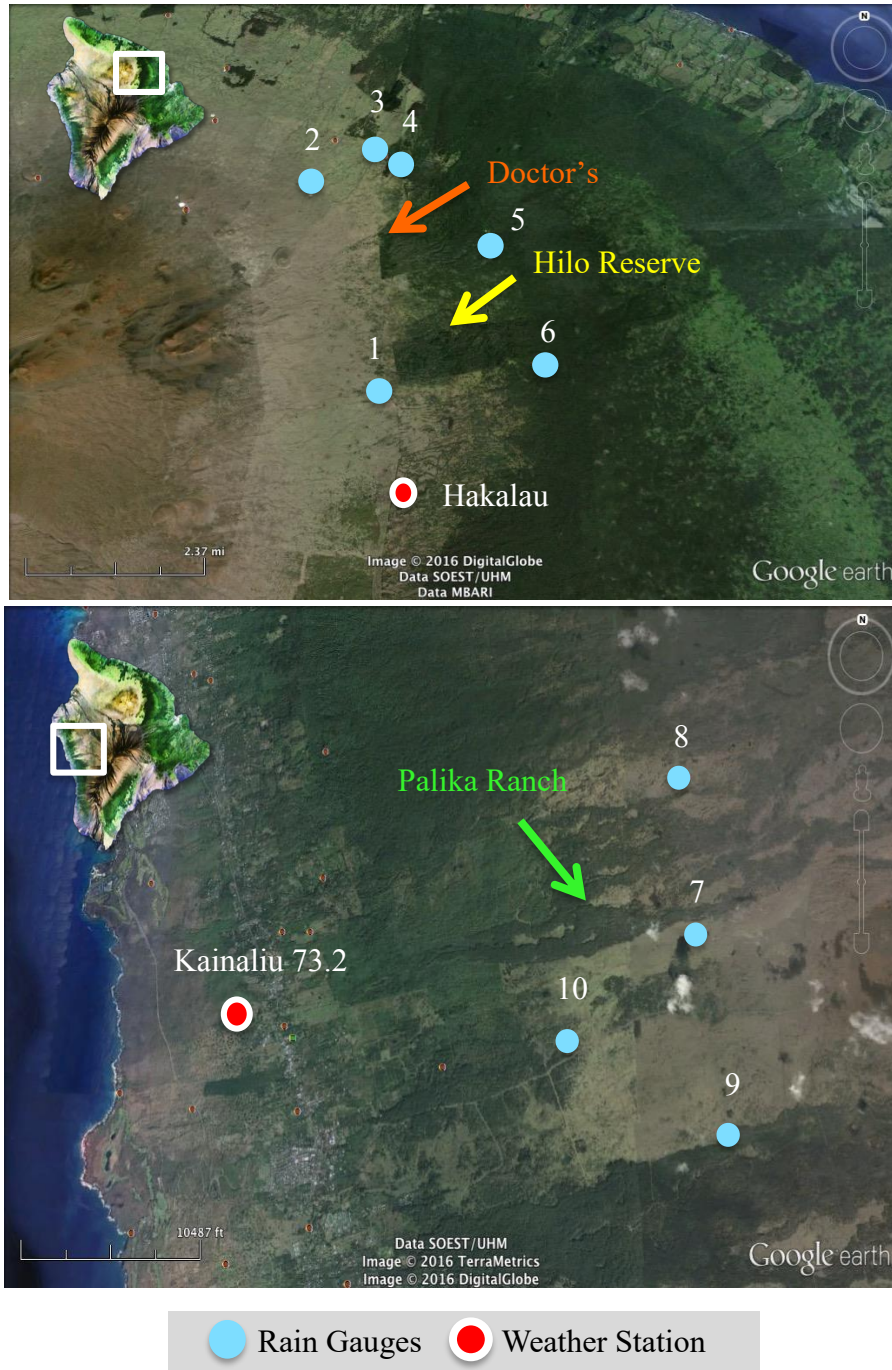 N
3
4
2
Doctor's
5
Hilo Reserve
6
1
Hakalau
2.37 mi
Image © 2016 DigitalGlobe
Data SOEST/UHM
Data MBARI
Google earth
N
8
Palika Ranch
7
Kainaliu 73.2
10
9
10487 ft
Data SOEST/UHM
Image © 2016 TerraMetrics
Image © 2016 DigitalGlobe
Google earth
Rain Gauges Weather Station